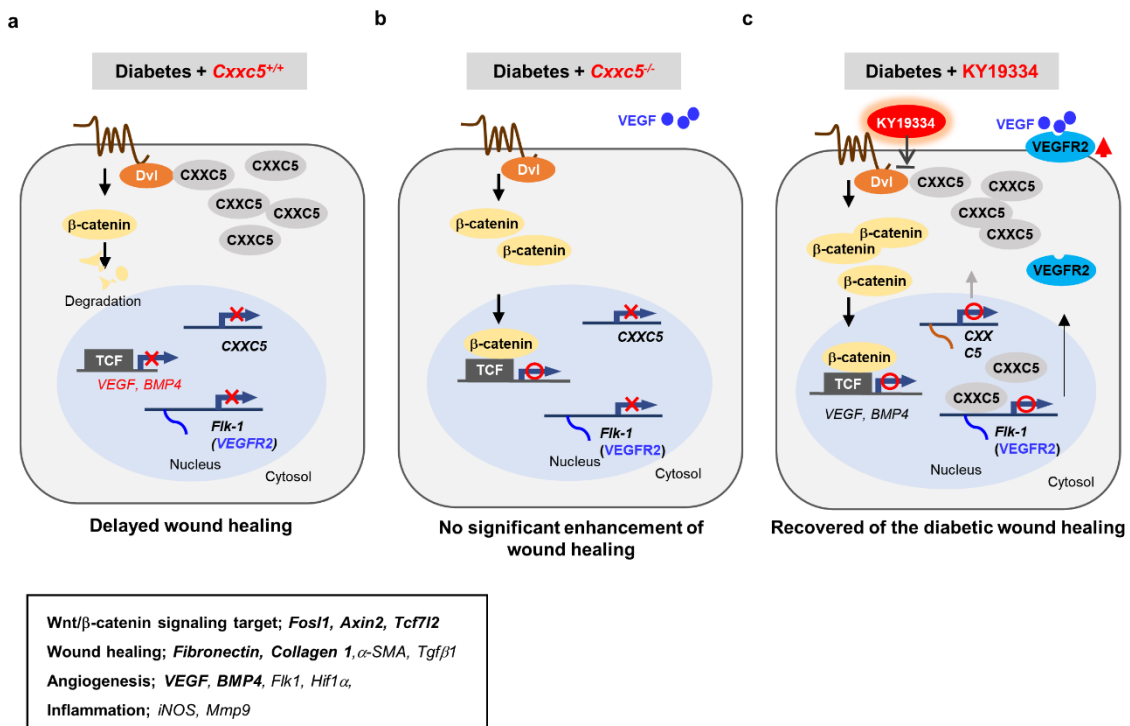 a
Diabetes + Cxxc5+/+
Dvl
CXXC5
CXXC5
CXXC5
CXXC5
CXXC5
β-catenin
Degradation
CXXC5
TCF
VEGF, BMP4
Flk-1
(VEGFR2)
Nucleus
Cytosol
Delayed wound healing
b
Diabetes + Cxxc5-/-
VEGF
Dvl
β-catenin
β-catenin
β-catenin
CXXC5
TCF
Flk-1
(VEGFR2)
Nucleus
Cytosol
No significant enhancement of
wound healing
c
Diabetes + KY19334
KY19334
VEGF
VEGFR2
Dvl
CXXC5
CXXC5
CXXC5
CXXC5
β-catenin
β-catenin
β-catenin
VEGFR2
CXX
C5
β-catenin
TCF
VEGF, BMP4
CXXC5
CXXC5
Flk-1
(VEGFR2)
Nucleus
Cytosol
Recovered of the diabetic wound healing
Wnt/β-catenin signaling target; Fosl1, Axin2, Tcf7l2
Wound healing; Fibronectin, Collagen 1,α-SMA, Tgfβ1
Angiogenesis; VEGF, BMP4, Flk1, Hif1α,
Inflammation; iNOS, Mmp9